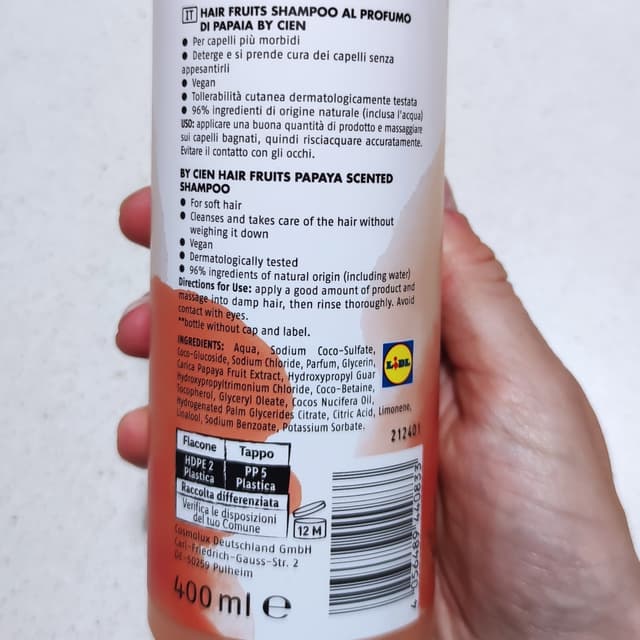 IT HAIR FRUITS SHAMPOO AL PROFUMO
DI PAPAIA BY CIEN
• Per capelli più morbidi
• Deterge e si prende cura dei capelli senza
appesantirli
• Vegan
• Tollerabilità cutanea dermatologicamente testata
• 96% ingredienti di origine naturale (inclusa l'acqua)
USO: applicare una buona quantità di prodotto e massaggiare
sui capelli bagnati, quindi risciacquare accuratamente.
Evitare il contatto con gli occhi.
BY CIEN HAIR FRUITS PAPAYA SCENTED
SHAMPOO
• For soft hair
• Cleanses and takes care of the hair without
weighing it down
• Vegan
• Dermatologically tested
• 96% ingredients of natural origin (including water)
Directions for Use: apply a good amount of product and
massage into damp hair, then rinse thoroughly. Avoid
contact with eyes.
**bottle without cap and label.
INGREDIENTS: Aqua, Sodium Coco-Sulfate,
Coco-Glucoside, Sodium Chloride, Parfum, Glycerin,
Carica Papaya Fruit Extract, Hydroxypropyl Guar
Hydroxypropyltrimonium Chloride, Coco-Betaine,
Tocopherol, Glyceryl Oleate, Cocos Nucifera Oil,
Hydrogenated Palm Glycerides Citrate, Citric Acid, Limonene,
Linalool, Sodium Benzoate, Potassium Sorbate.
LIDL
212401
Flacone Tappo
HDPE 2 PP 5
Plastica Plastica
Raccolta differenziata
Verifica le disposizioni
del tuo Comune
12 M
Cosmolux Deutschland GmbH
Carl-Friedrich-Gauss-Str. 2
DE-50259 Pulheim
400 ml e
4 056489 440933